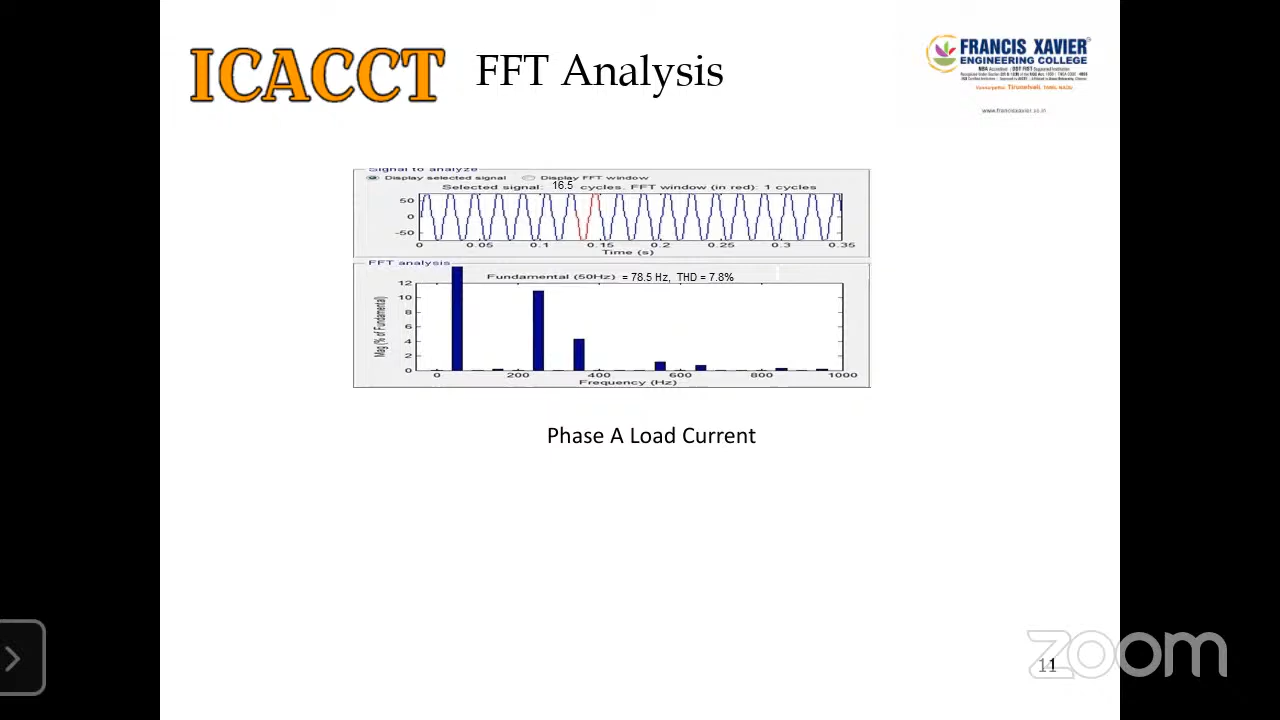 ICACCT
FFT Analysis
FRANCIS XAVIER
ENGINEERING COLLEGE
www.francisxavier.ac.in
Signal to analyze
Display selected signal Display FFT window
Selected signal: 16.5 cycles. FFT window (in red): 1 cycles
50
0
-50
0 0.05 0.1 0.15 0.2 0.25 0.3 0.35
Time (s)
FFT analysis
Fundamental (50Hz) = 78.5 Hz, THD = 7.8%
Mag (% of Fundamental)
12
10
8
6
4
2
0
0 200 400 600 800 1000
Frequency (Hz)
Phase A Load Current
zoom
11